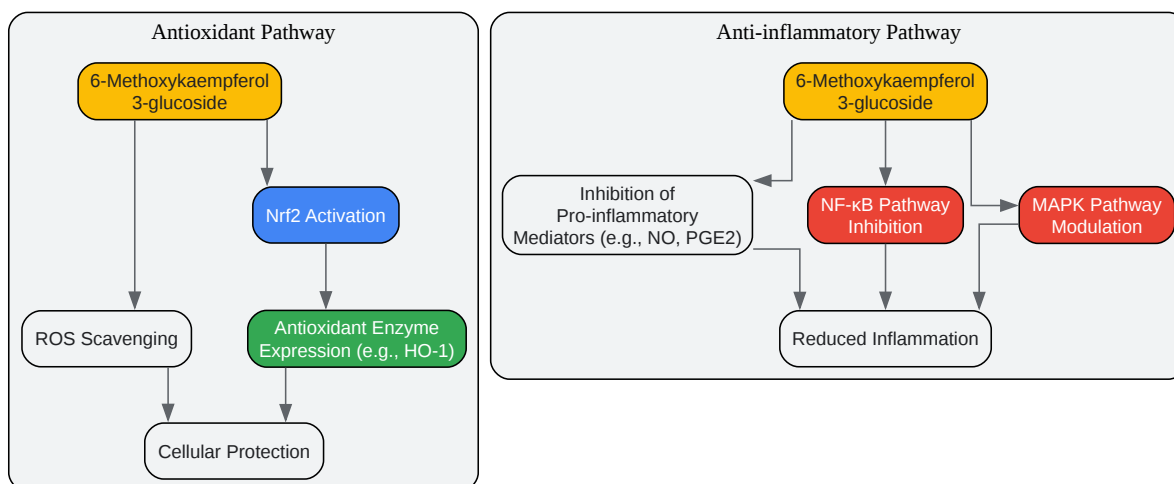 Antioxidant Pathway
6-Methoxykaempferol
3-glucoside
Nrf2 Activation
ROS Scavenging
Antioxidant Enzyme
Expression (e.g., HO-1)
Cellular Protection
Anti-inflammatory Pathway
6-Methoxykaempferol
3-glucoside
Inhibition of
Pro-inflammatory
Mediators (e.g., NO, PGE2)
NF-κB Pathway
Inhibition
MAPK Pathway
Modulation
Reduced Inflammation